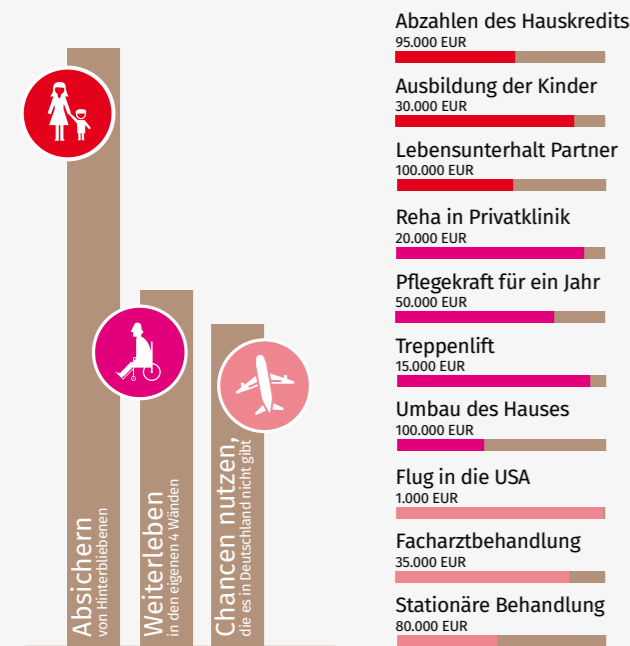 Absichern
von Hinterbliebenen
Weiterleben
in den eigenen 4 Wänden
Chancen nutzen,
die es in Deutschland nicht gibt
Abzahlen des Hauskredits
95.000 EUR
Ausbildung der Kinder
30.000 EUR
Lebensunterhalt Partner
100.000 EUR
Reha in Privatklinik
20.000 EUR
Pflegekraft für ein Jahr
50.000 EUR
Treppenlift
15.000 EUR
Umbau des Hauses
100.000 EUR
Flug in die USA
1.000 EUR
Facharztbehandlung
35.000 EUR
Stationäre Behandlung
80.000 EUR